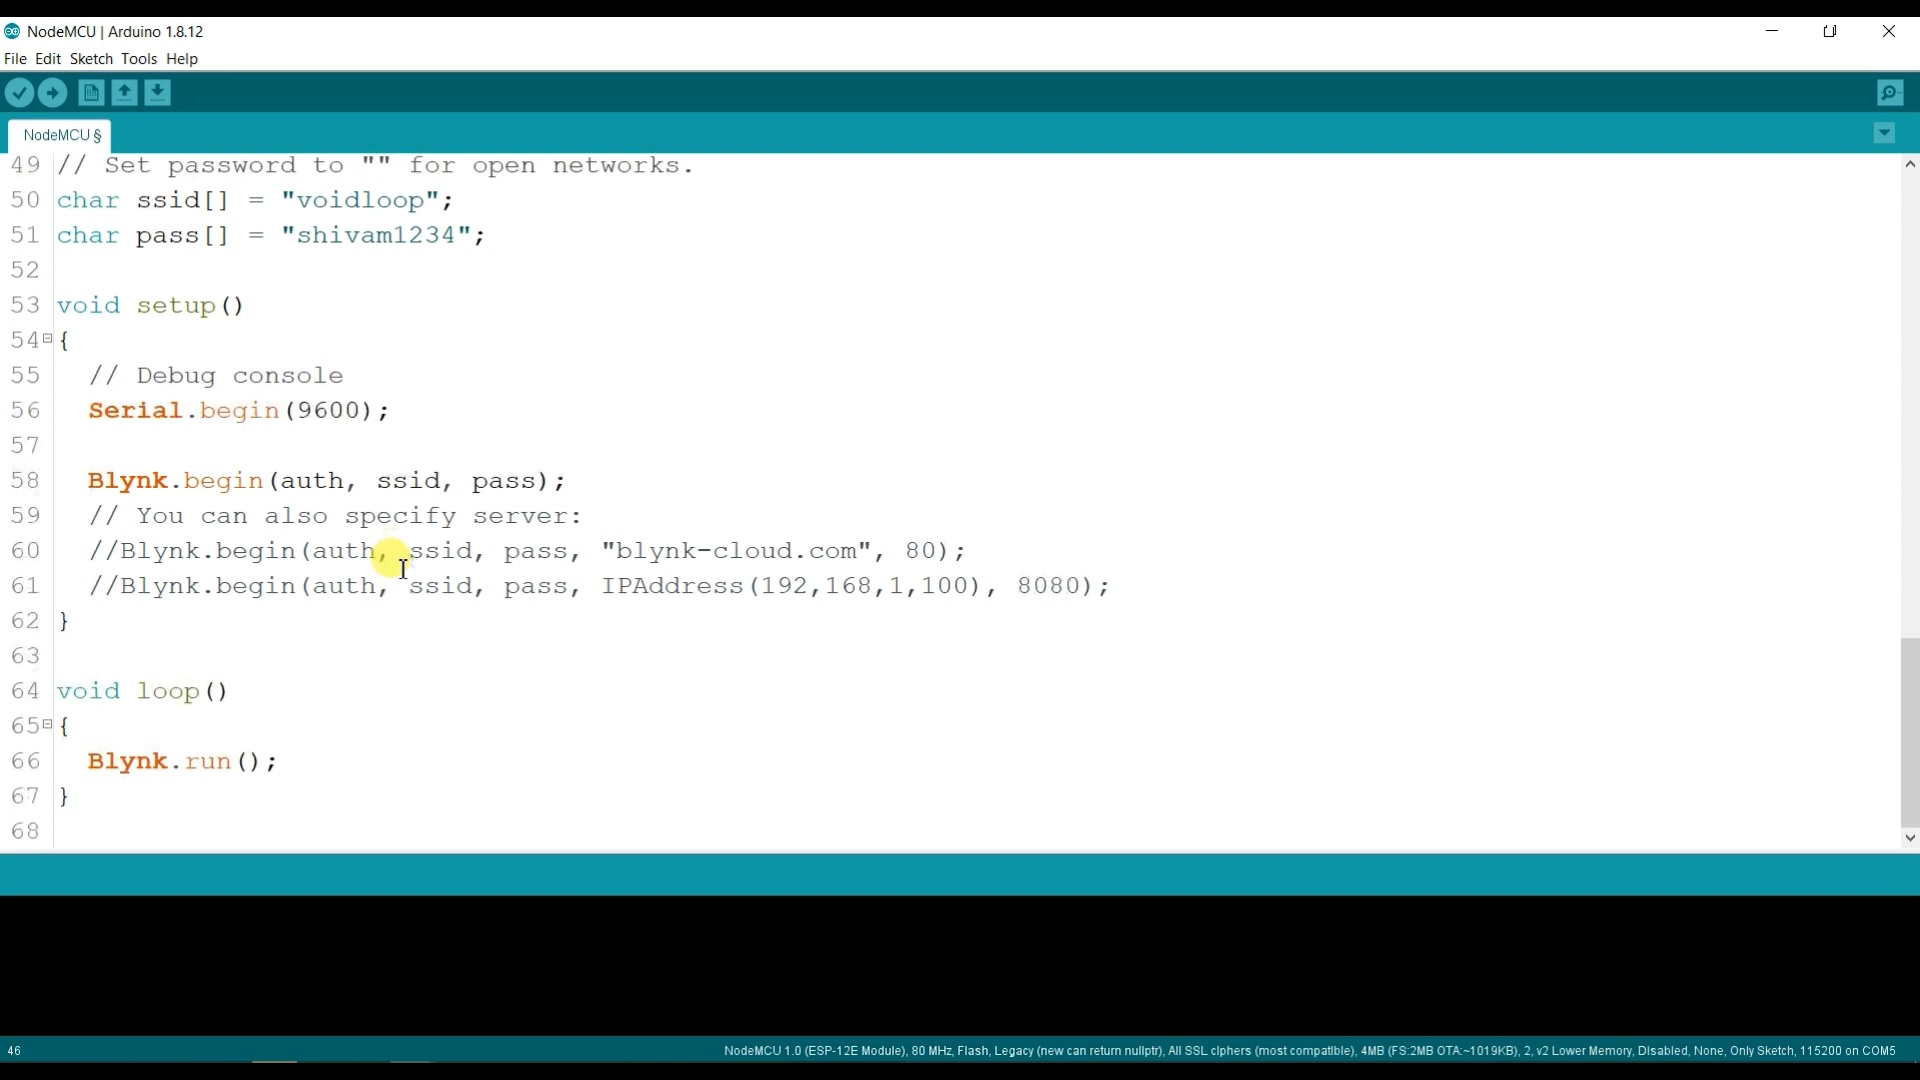 NodeMCU | Arduino 1.8.12
File Edit Sketch Tools Help
NodeMCU §
49 // Set password to "" for open networks.
50 char ssid[] = "voidloop";
51 char pass[] = "shivam1234";
52
53 void setup()
54 {
55 // Debug console
56 Serial.begin(9600);
57
58 Blynk.begin(auth, ssid, pass);
59 // You can also specify server:
60 //Blynk.begin(auth, ssid, pass, "blynk-cloud.com", 80);
61 //Blynk.begin(auth, ssid, pass, IPAddress(192,168,1,100), 8080);
62 }
63
64 void loop()
65 {
66 Blynk.run();
67 }
68
46 NodeMCU 1.0 (ESP-12E Module), 80 MHz, Flash, Legacy (new can return nullptr), All SSL ciphers (most compatible), 4MB (FS:2MB OTA:~1019KB), 2, v2 Lower Memory, Disabled, None, Only Sketch, 115200 on COM5